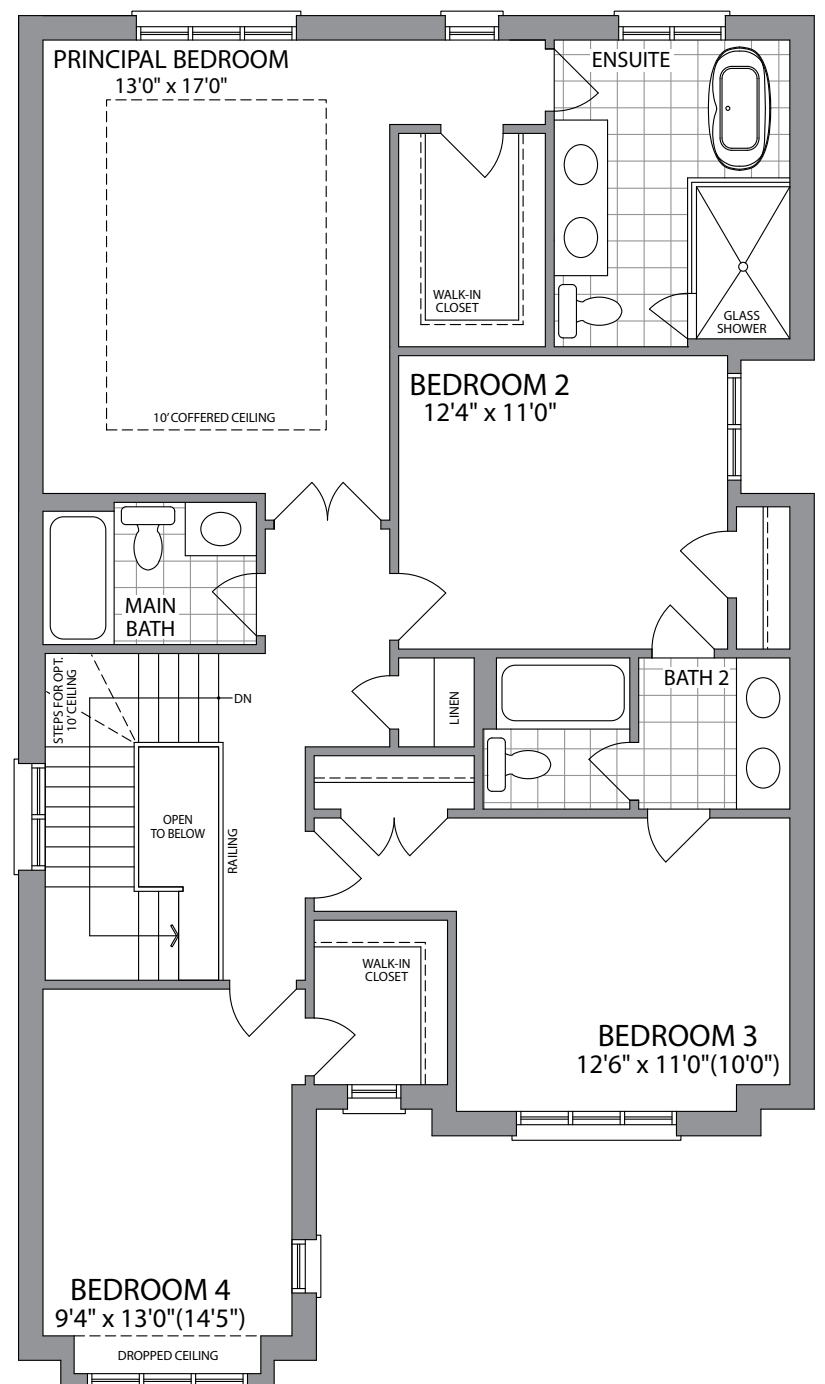 PRINCIPAL BEDROOM
13'0" x 17'0"
ENSUITE
WALK-IN
CLOSET
GLASS
SHOWER
10' COFFERED CEILING
BEDROOM 2
12'4" x 11'0"
MAIN
BATH
STEPS FOR OPT.
10' CEILING
DN
LINEN
BATH 2
OPEN
TO BELOW
RAILING
WALK-IN
CLOSET
BEDROOM 3
12'6" x 11'0"(10'0")
BEDROOM 4
9'4" x 13'0"(14'5")
DROPPED CEILING